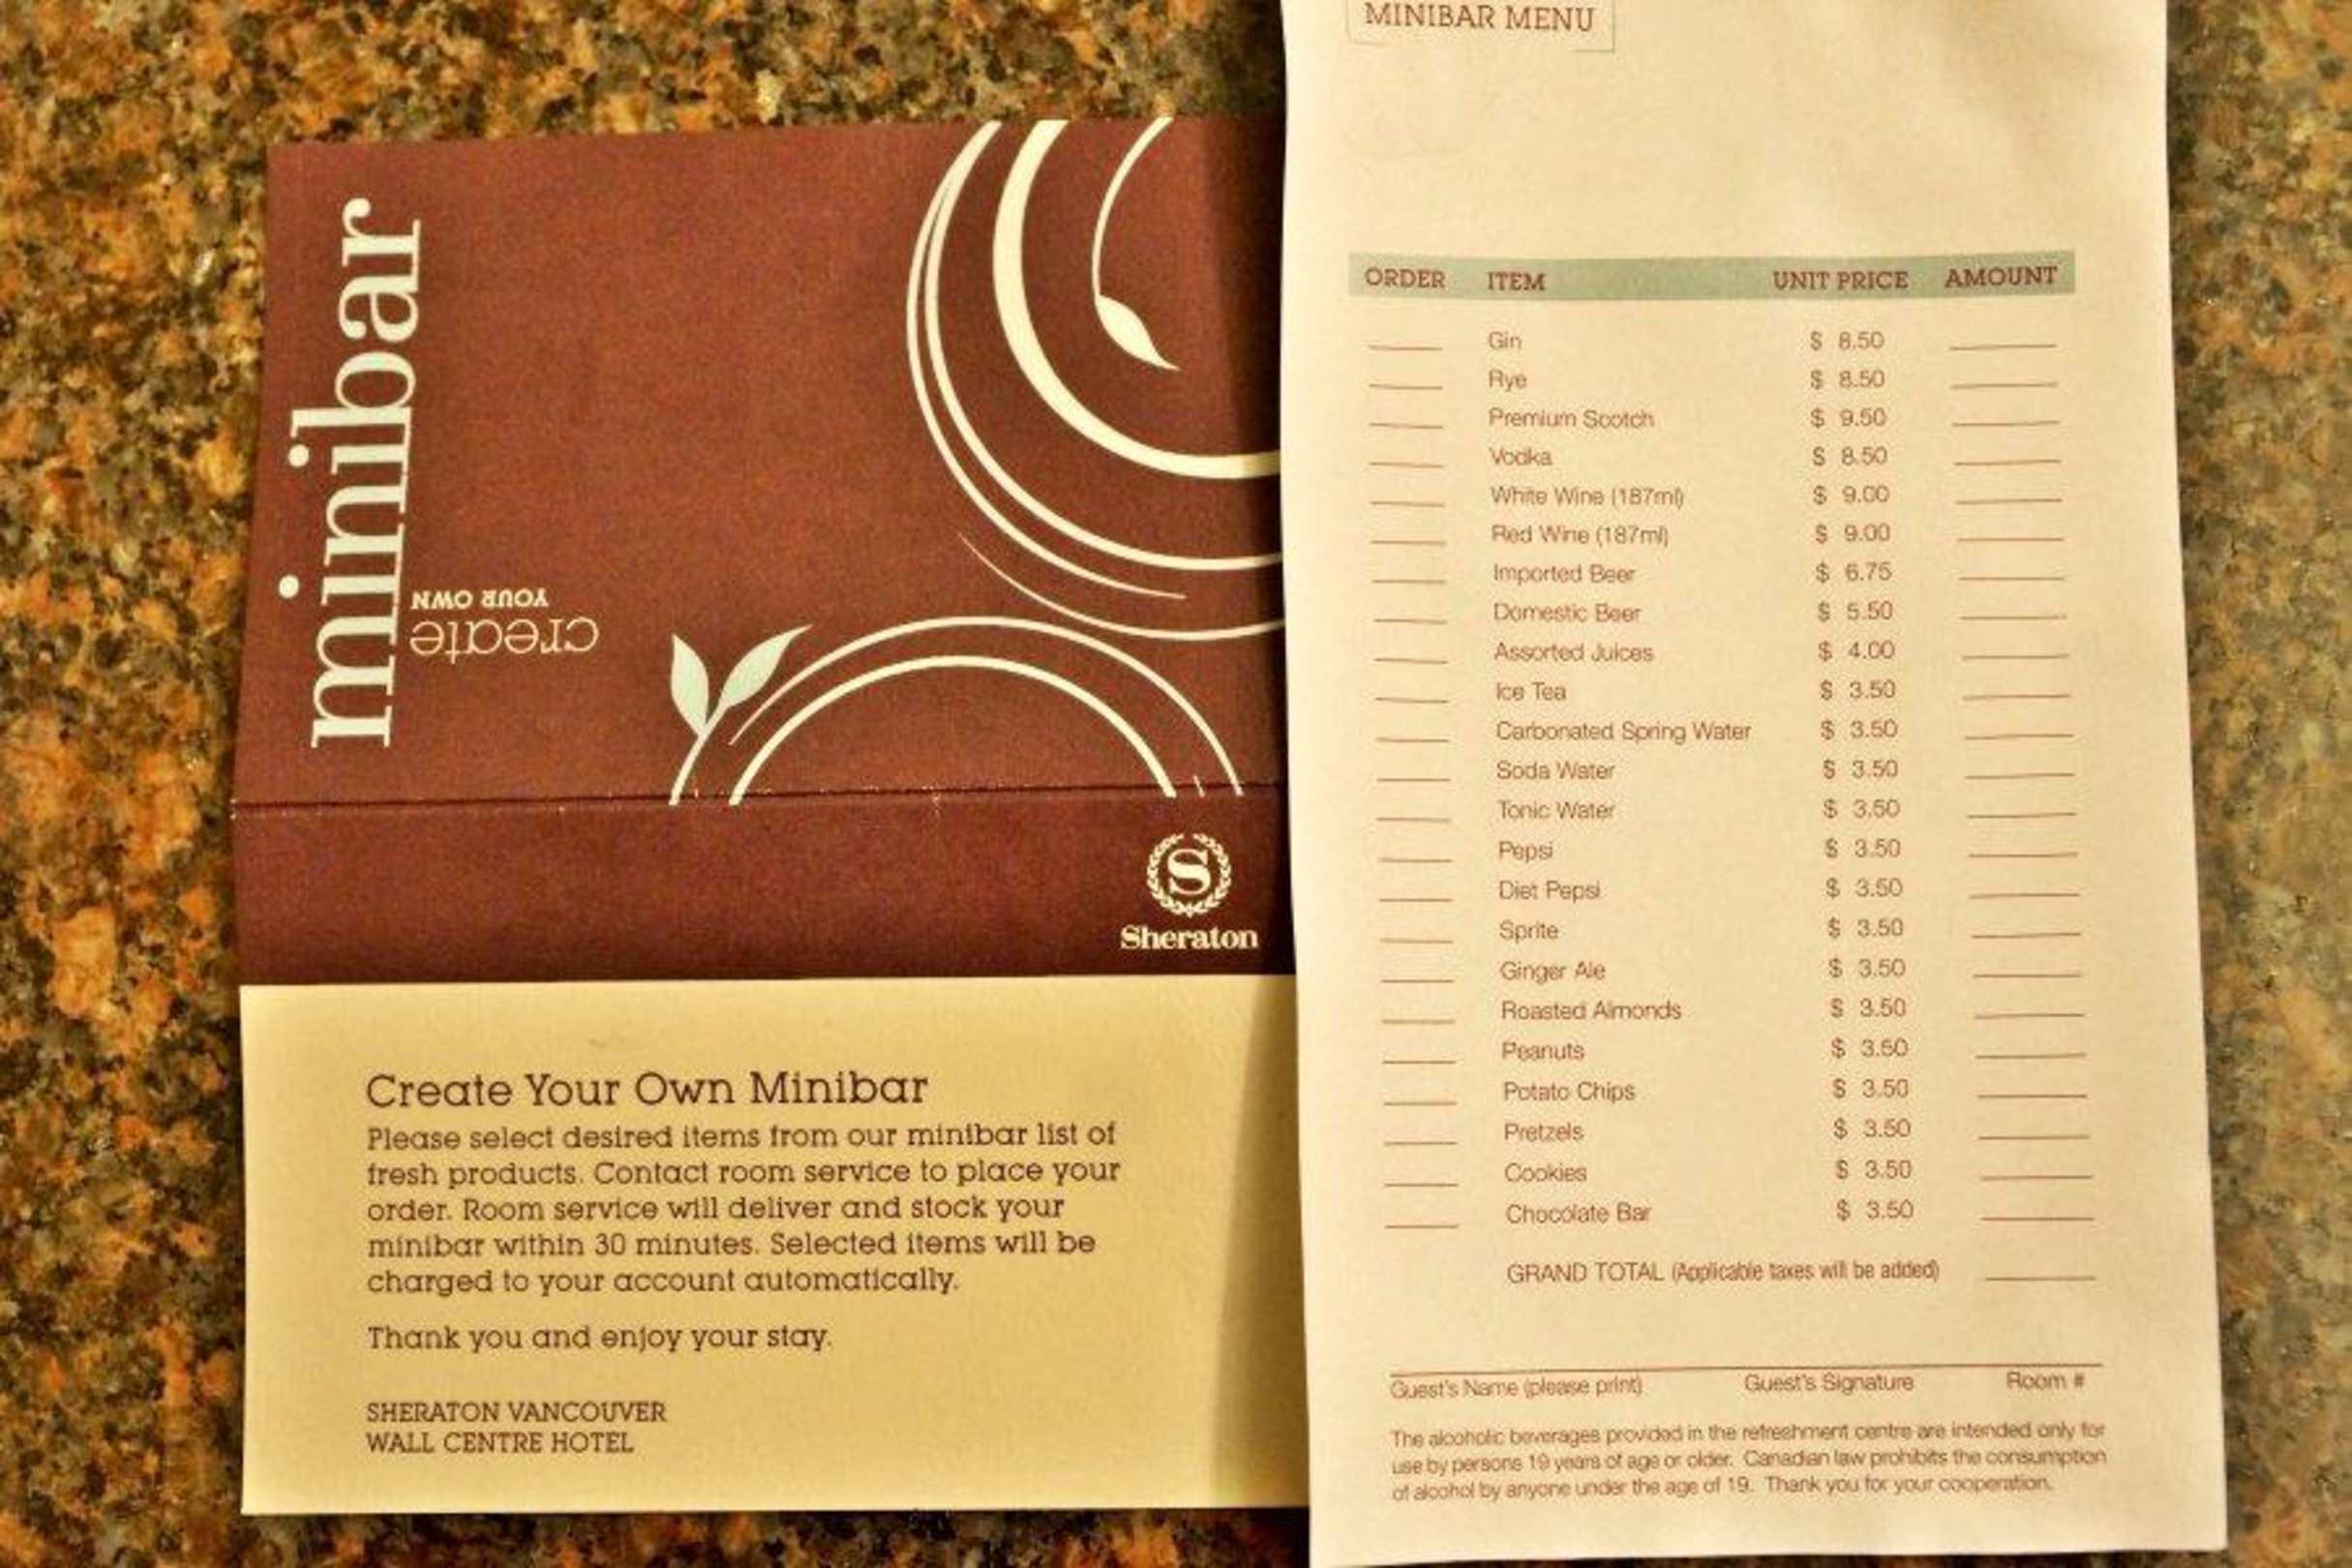 minibar
create
YOUR OWN
S
Sheraton
Create Your Own Minibar
Please select desired items from our minibar list of
fresh products. Contact room service to place your
order. Room service will deliver and stock your
minibar within 30 minutes. Selected items will be
charged to your account automatically.
Thank you and enjoy your stay.
SHERATON VANCOUVER
WALL CENTRE HOTEL
MINIBAR MENU
ORDER ITEM UNIT PRICE AMOUNT
Gin $ 8.50
Rye $ 8.50
Premium Scotch $ 9.50
Vodka $ 8.50
White Wine (187ml) $ 9.00
Red Wine (187ml) $ 9.00
Imported Beer $ 6.75
Domestic Beer $ 5.50
Assorted Juices $ 4.00
Ice Tea $ 3.50
Carbonated Spring Water $ 3.50
Soda Water $ 3.50
Tonic Water $ 3.50
Pepsi $ 3.50
Diet Pepsi $ 3.50
Sprite $ 3.50
Ginger Ale $ 3.50
Roasted Almonds $ 3.50
Peanuts $ 3.50
Potato Chips $ 3.50
Pretzels $ 3.50
Cookies $ 3.50
Chocolate Bar $ 3.50
GRAND TOTAL (Applicable taxes will be added)
Guest's Name (please print) Guest's Signature Room #
The alcoholic beverages provided in the refreshment centre are intended only for
use by persons 19 years of age or older. Canadian law prohibits the consumption
of alcohol by anyone under the age of 19. Thank you for your cooperation.